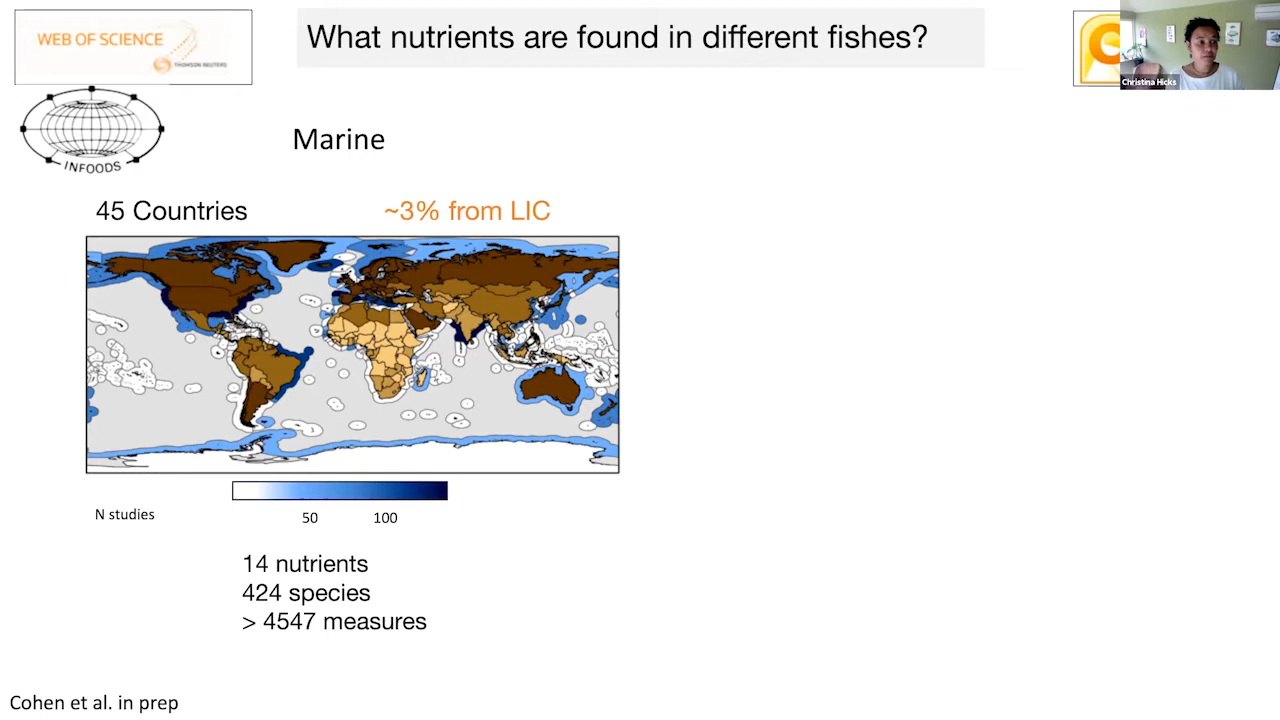 WEB OF SCIENCE
THOMSON REUTERS
What nutrients are found in different fishes?
Christina Hicks
INFOODS
Marine
45 Countries
~3% from LIC
N studies
50
100
14 nutrients
424 species
> 4547 measures
Cohen et al. in prep